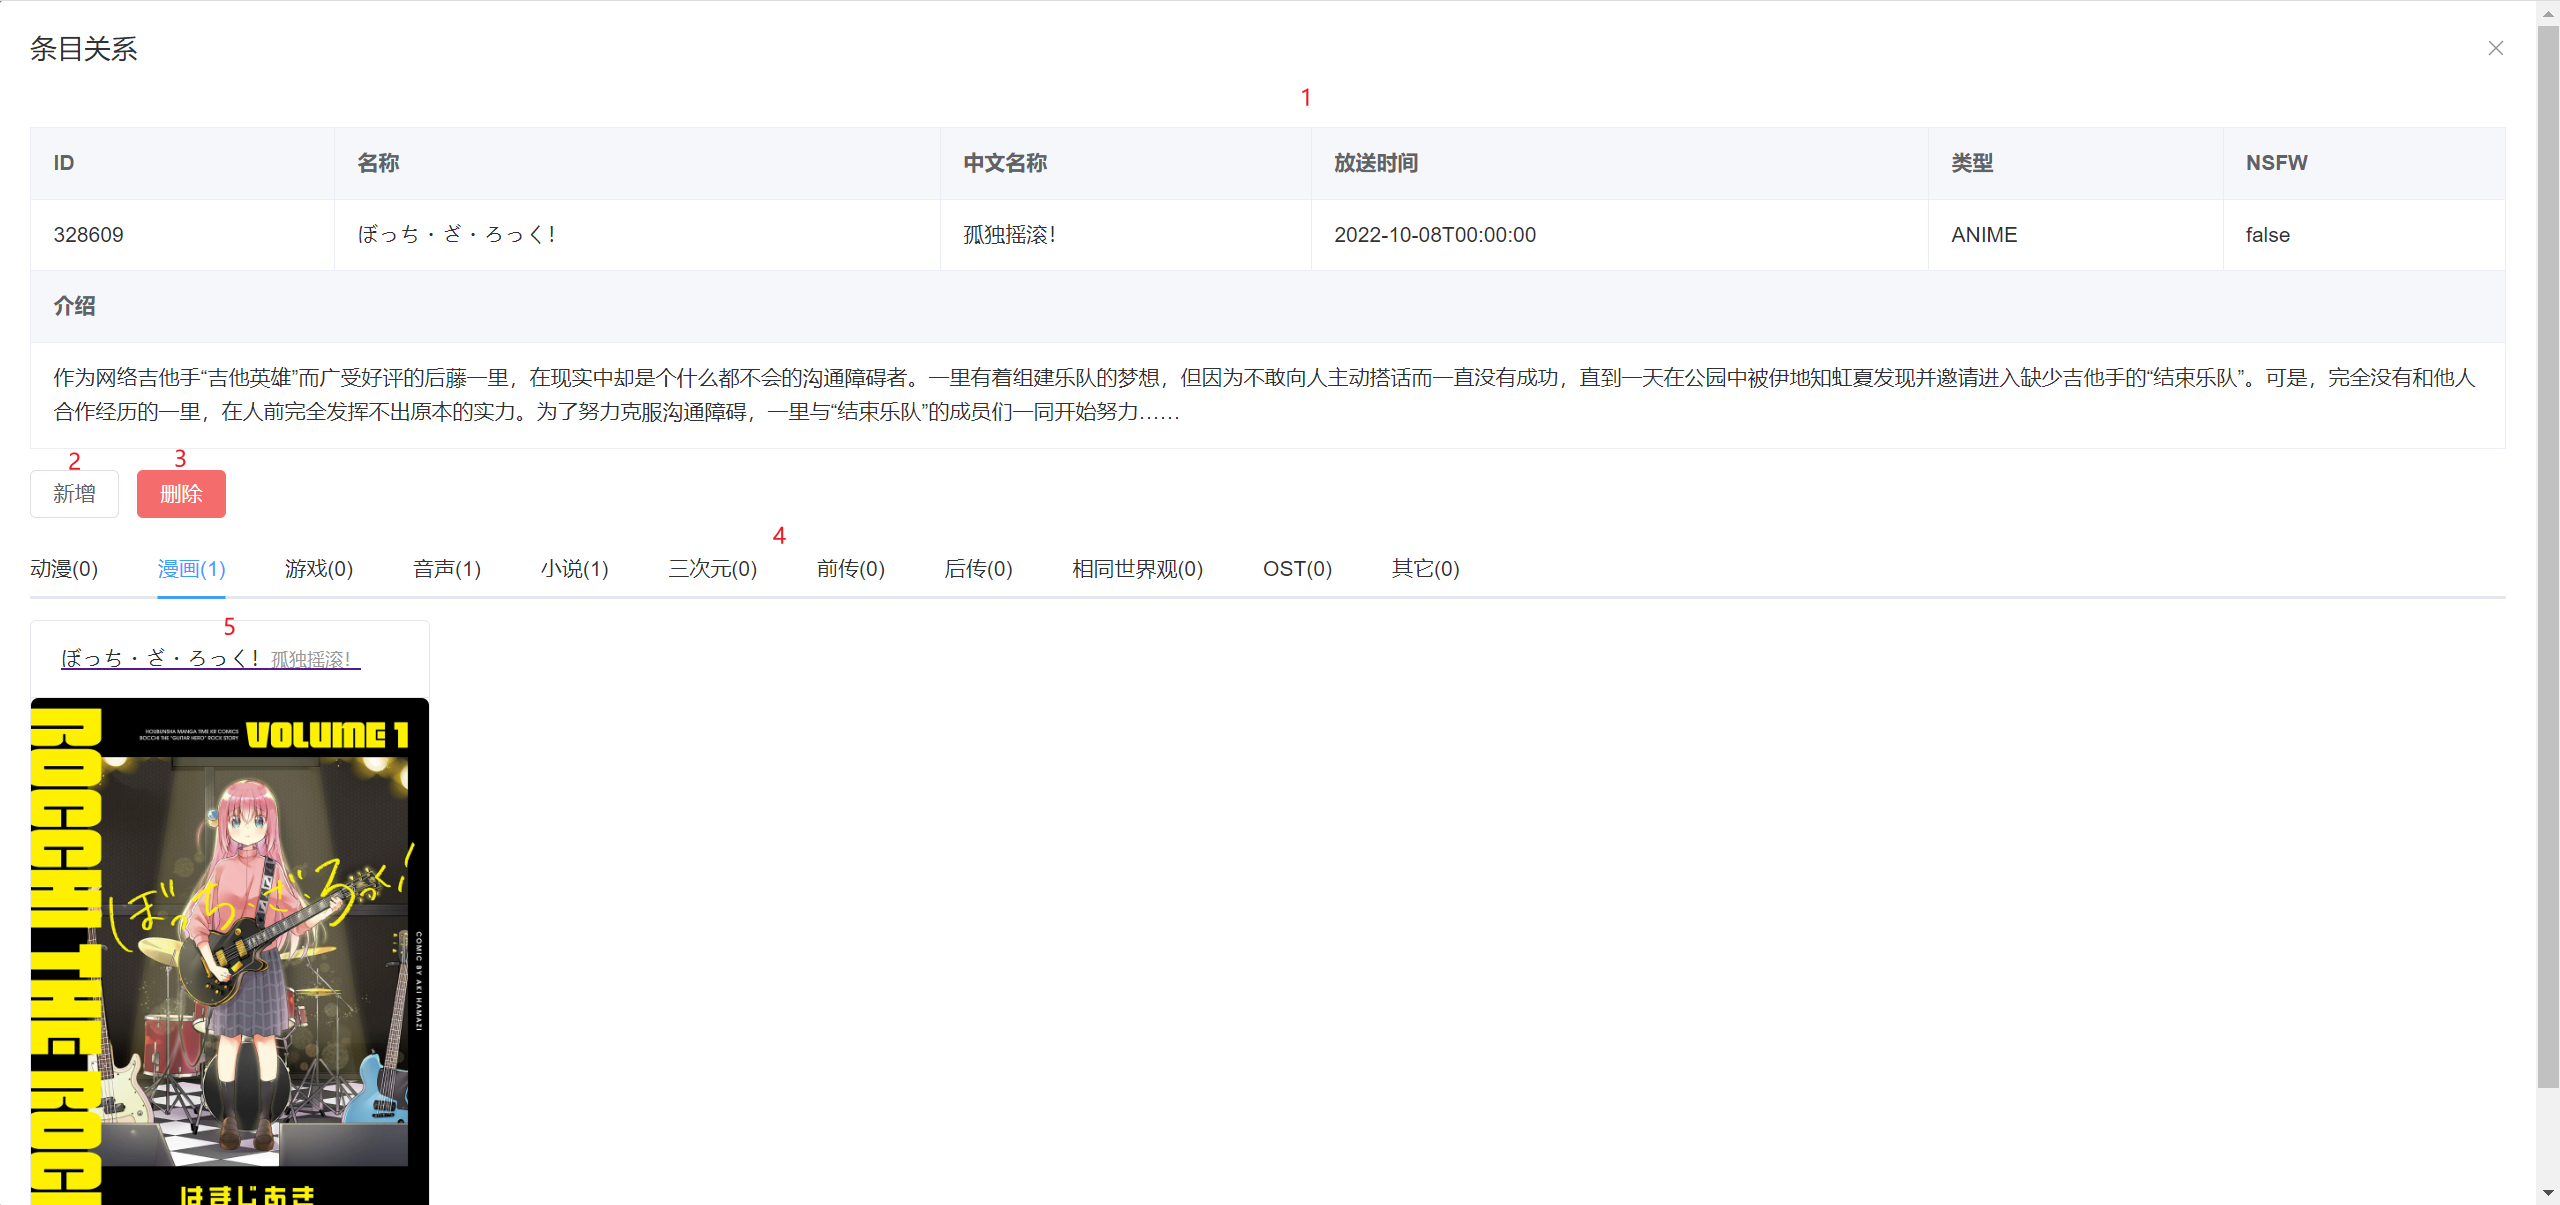 条目关系
1
ID 名称 中文名称 放送时间 类型 NSFW
328609 ぼっち・ざ・ろっく！ 孤独摇滚！ 2022-10-08T00:00:00 ANIME false
介绍
作为网络吉他手“吉他英雄”而广受好评的后藤一里，在现实中却是个什么都不会的沟通障碍者。一里有着组建乐队的梦想，但因为不敢向人主动搭话而一直没有成功，直到一天在公园中被伊地知虹夏发现并邀请进入缺少吉他手的“结束乐队”。可是，完全没有和他人
合作经历的一里，在人前完全发挥不出原本的实力。为了努力克服沟通障碍，一里与“结束乐队”的成员们一同开始努力……
2 3
新增 删除
4
动漫(0) 漫画(1) 游戏(0) 音声(1) 小说(1) 三次元(0) 前传(0) 后传(0) 相同世界观(0) OST(0) 其它(0)
5
ぼっち・ざ・ろっく！ 孤独摇滚！
HOUBUNSHA MANGA TIME KR COMICS
BOCCHI THE "GUITAR HERO" ROCK STORY
VOLUME 1
BOCCHI THE ROC
ぼっち・ざ・ろっく！
COMIC BY AKI HAMAZI
はまじあき